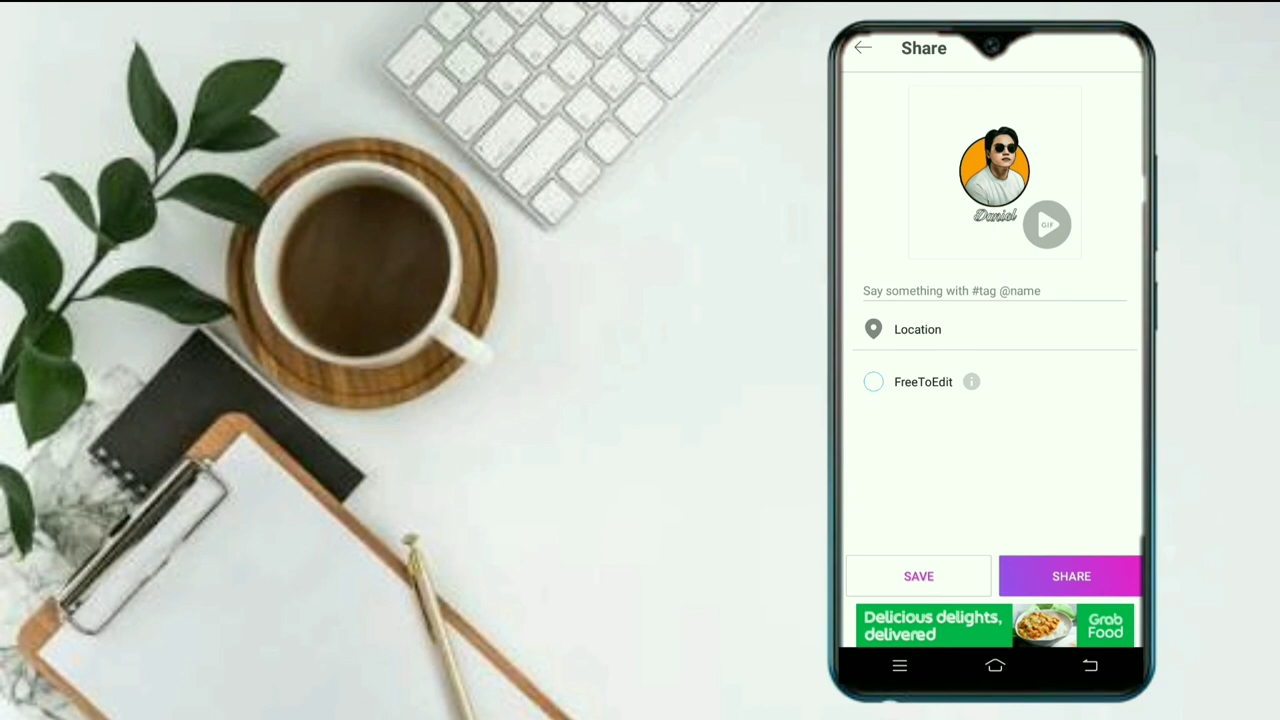 Share
Daniel
GIF
Say something with #tag @name
Location
FreeToEdit
SAVE
SHARE
Delicious delights,
delivered
Grab
Food